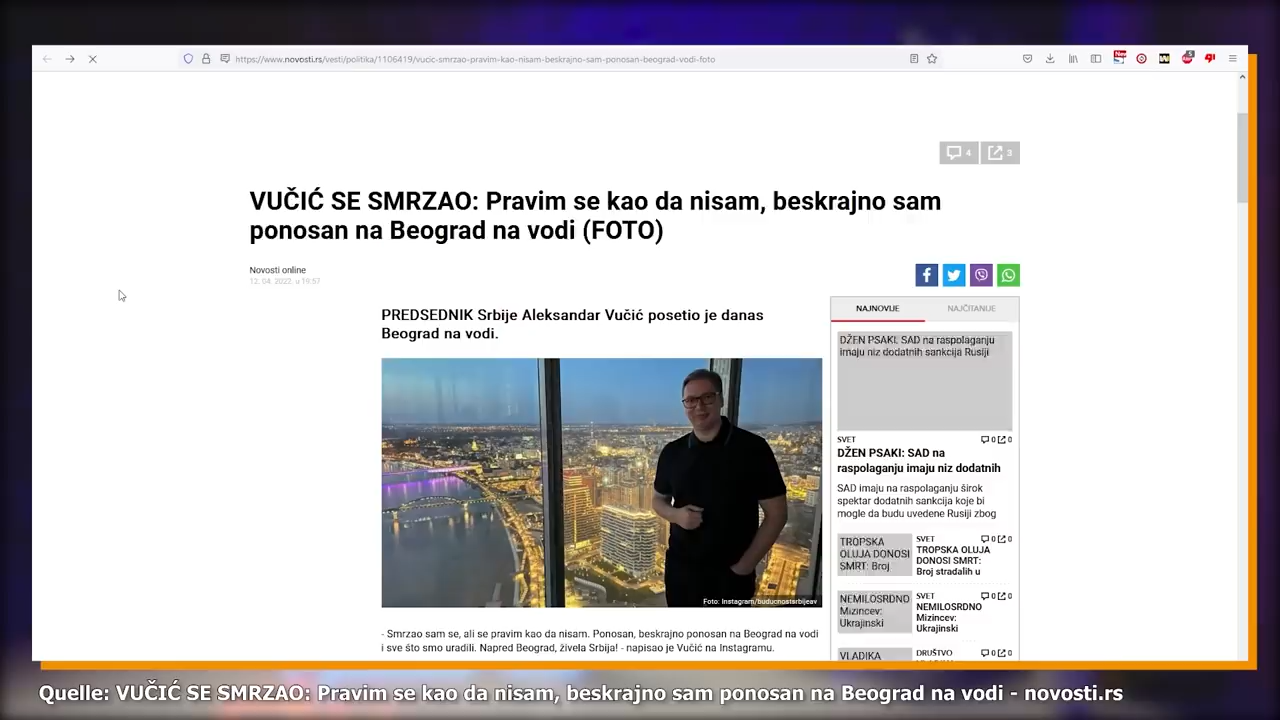 https://www.novosti.rs/vesti/politika/1106419/vucic-smrzao-pravim-kao-nisam-beskrajno-sam-ponosan-beograd-vodi-foto
4
3
VUČIĆ SE SMRZAO: Pravim se kao da nisam, beskrajno sam
ponosan na Beograd na vodi (FOTO)
Novosti online
12. 04. 2022. u 19:57
PREDSEDNIK Srbije Aleksandar Vučić posetio je danas
Beograd na vodi.
Foto: Instagram/buducnostsrbijeav
- Smrzao sam se, ali se pravim kao da nisam. Ponosan, beskrajno ponosan na Beograd na vodi
i sve što smo uradili. Napred Beograd, živela Srbija! - napisao je Vučić na Instagramu.
NAJNOVIJE
NAJČITANIJE
DŽEN PSAKI: SAD na raspolaganju
imaju niz dodatnih sankcija Rusiji
SVET
0 0
DŽEN PSAKI: SAD na
raspolaganju imaju niz dodatnih
SAD imaju na raspolaganju širok
spektar dodatnih sankcija koje bi
mogle da budu uvedene Rusiji zbog
TROPSKA
OLUJA DONOSI
SMRT: Broj
SVET
0 0
TROPSKA OLUJA
DONOSI SMRT:
Broj stradalih u
NEMILOSRDNO
Mizincev:
Ukrajinski
SVET
0 0
NEMILOSRDNO
Mizincev:
Ukrajinski
VLADIKA
DRUŠTVO
0 0
Quelle: VUČIĆ SE SMRZAO: Pravim se kao da nisam, beskrajno sam ponosan na Beograd na vodi - novosti.rs